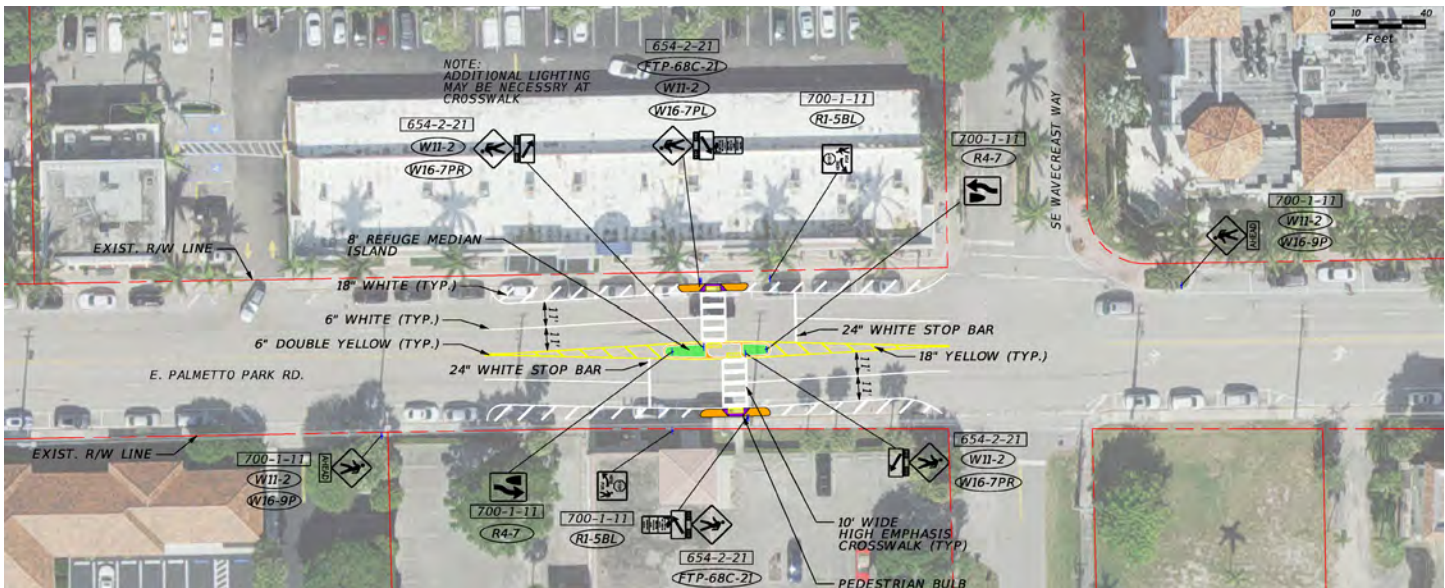 0 10 40
Feet
NOTE:
ADDITIONAL LIGHTING
MAY BE NECESSRY AT
CROSSWALK
654-2-21
FTP-68C-21
W11-2
W16-7PL
700-1-11
R1-5BL
654-2-21
W11-2
W16-7PR
700-1-11
R4-7
SE WAVECREAST WAY
700-1-11
W11-2
W16-9P
AHEAD
EXIST. R/W LINE
8' REFUGE MEDIAN
ISLAND
18" WHITE (TYP.)
6" WHITE (TYP.)
6" DOUBLE YELLOW (TYP.)
11'
11'
24" WHITE STOP BAR
18" YELLOW (TYP.)
E. PALMETTO PARK RD.
24" WHITE STOP BAR
11'
11'
EXIST. R/W LINE
700-1-11
W11-2
W16-9P
AHEAD
700-1-11
R4-7
700-1-11
R1-5BL
654-2-21
FTP-68C-21
654-2-21
W11-2
W16-7PR
10' WIDE
HIGH EMPHASIS
CROSSWALK (TYP)
PEDESTRIAN BULB